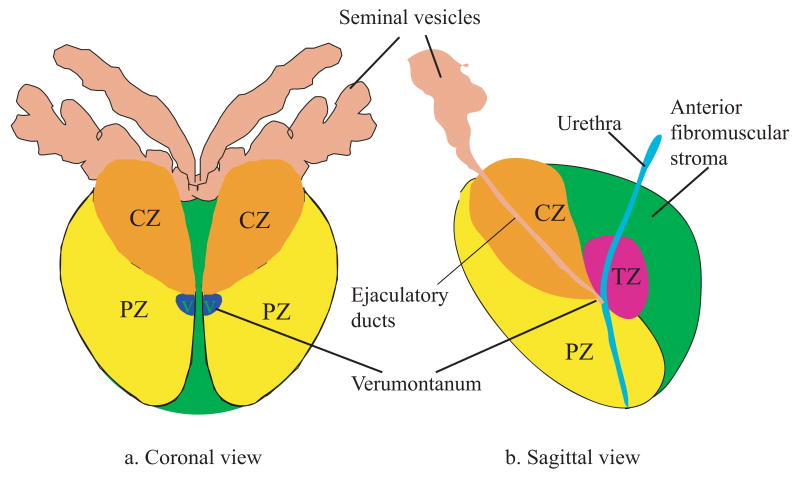 Seminal vesicles
Urethra
Anterior
fibromuscular
stroma
CZ
CZ
CZ
TZ
PZ
V
V
PZ
Ejaculatory
ducts
PZ
Verumontanum
a. Coronal view
b. Sagittal view